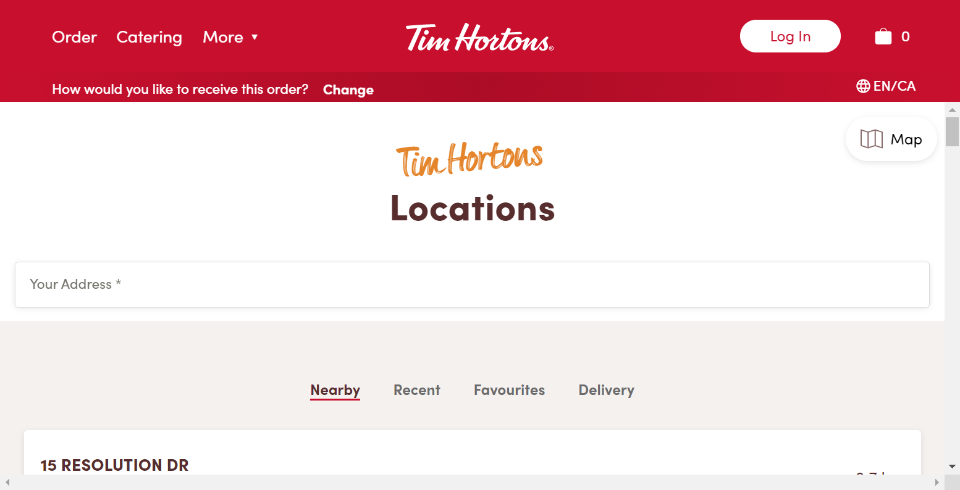 Order Catering More ▼ Tim Hortons® Log In 0
How would you like to receive this order? Change EN/CA
Map
Tim Hortons
Locations
Your Address *
Nearby Recent Favourites Delivery
15 RESOLUTION DR